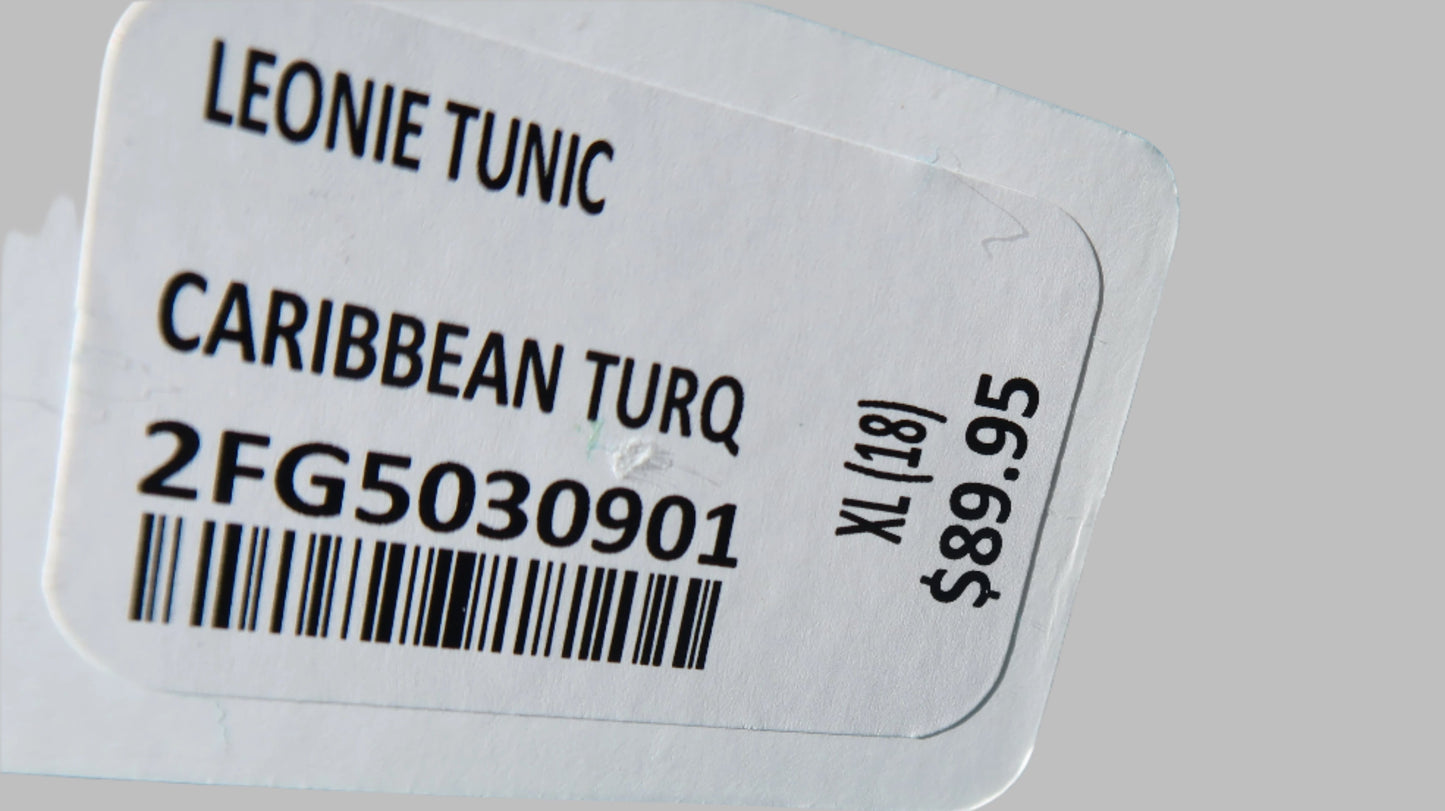 LEONIE TUNIC
CARIBBEAN TURQ
2FG5030901
XL (18)
$89.95